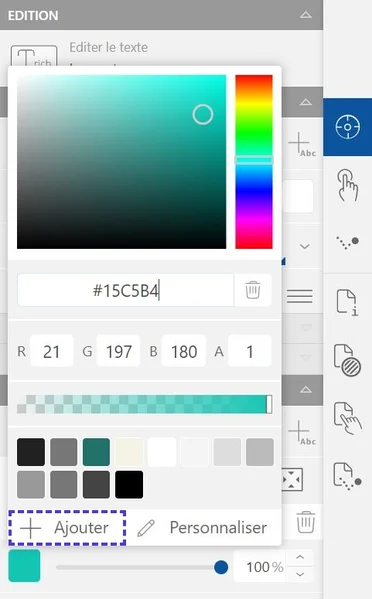 EDITION
Editer le texte
T rich
Abc
#15C5B4
R 21 G 197 B 180 A 1
Abc
Ajouter Personnaliser
100 %